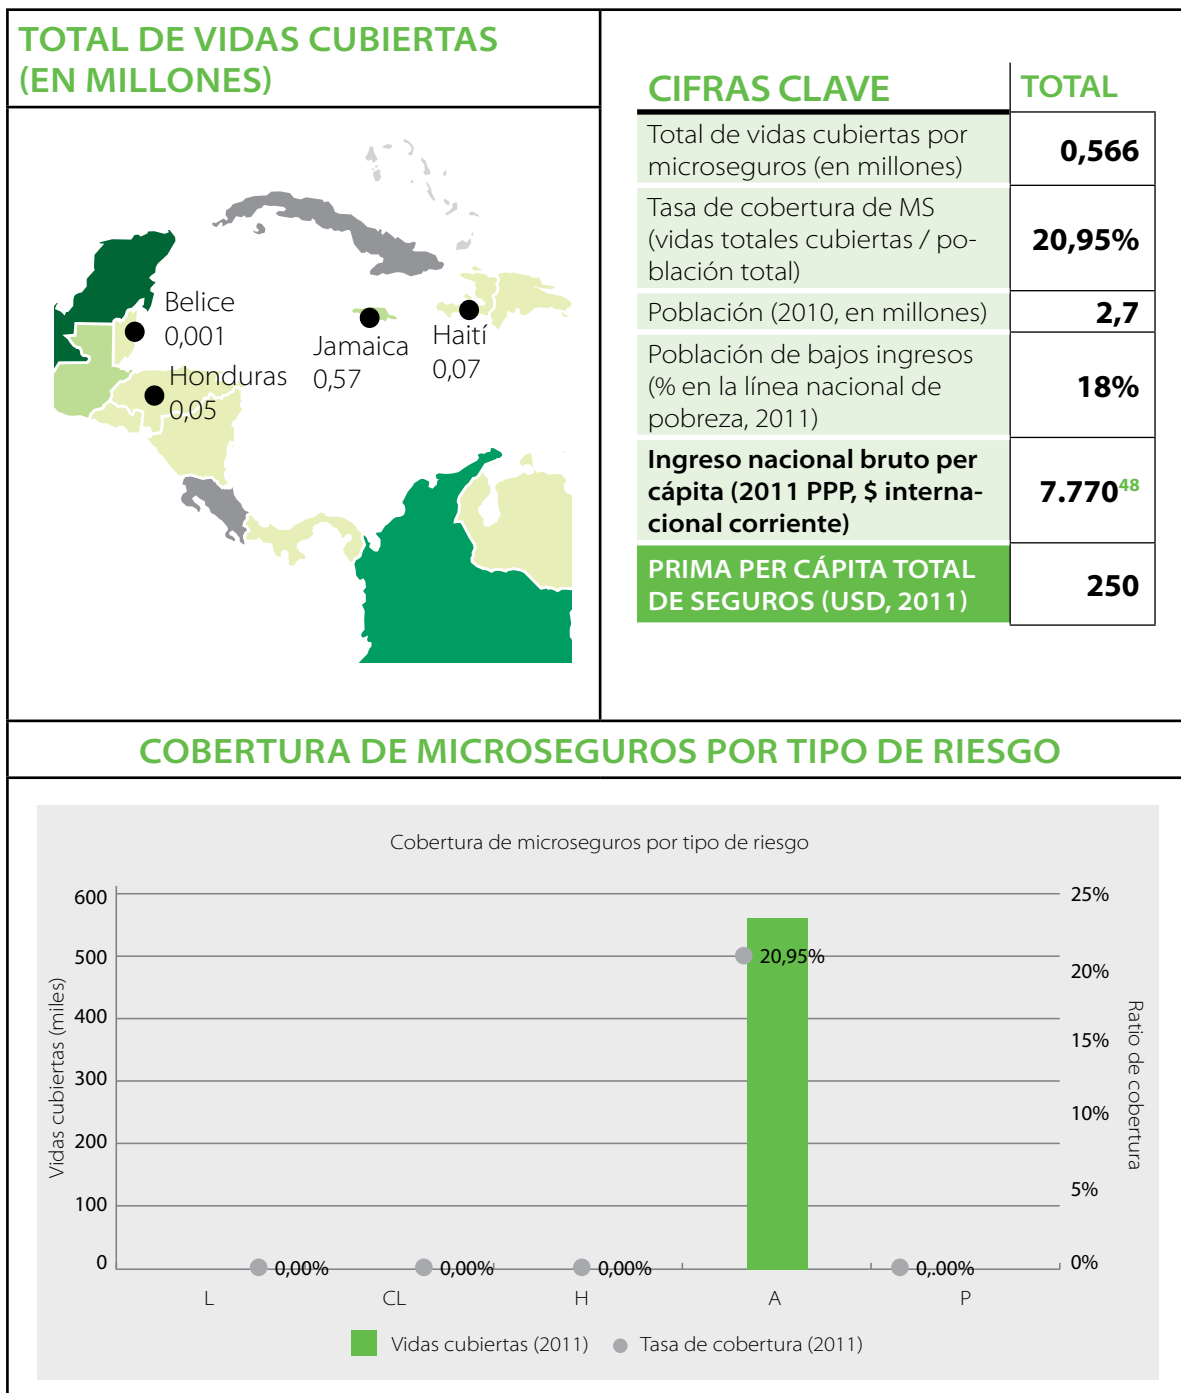 TOTAL DE VIDAS CUBIERTAS
(EN MILLONES)
Belice
0,001
Honduras
0,05
Jamaica
0,57
Haití
0,07
CIFRAS CLAVE
TOTAL
Total de vidas cubiertas por
microseguros (en millones)
0,566
Tasa de cobertura de MS
(vidas totales cubiertas / po-
blación total)
20,95%
Población (2010, en millones)
2,7
Población de bajos ingresos
(% en la línea nacional de
pobreza, 2011)
18%
Ingreso nacional bruto per
cápita (2011 PPP, $ interna-
cional corriente)
7.770⁴⁸
PRIMA PER CÁPITA TOTAL
DE SEGUROS (USD, 2011)
250
COBERTURA DE MICROSEGUROS POR TIPO DE RIESGO
Cobertura de microseguros por tipo de riesgo
Vidas cubiertas (miles)
600
500
400
300
200
100
0
0,00%
0,00%
0,00%
20,95%
0,.00%
25%
20%
15%
10%
5%
0%
Ratio de cobertura
L
CL
H
A
P
Vidas cubiertas (2011)
Tasa de cobertura (2011)